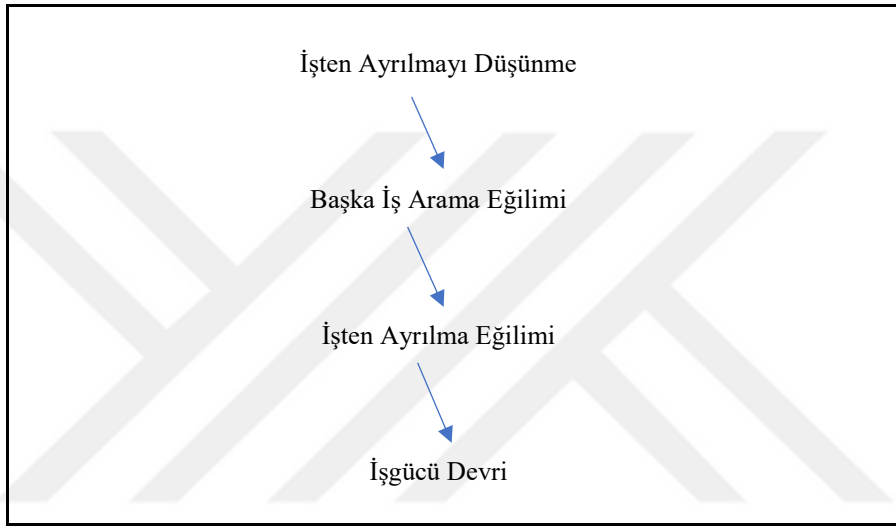 İşten Ayrılmayı Düşünme
Başka İş Arama Eğilimi
İşten Ayrılma Eğilimi
İşgücü Devri